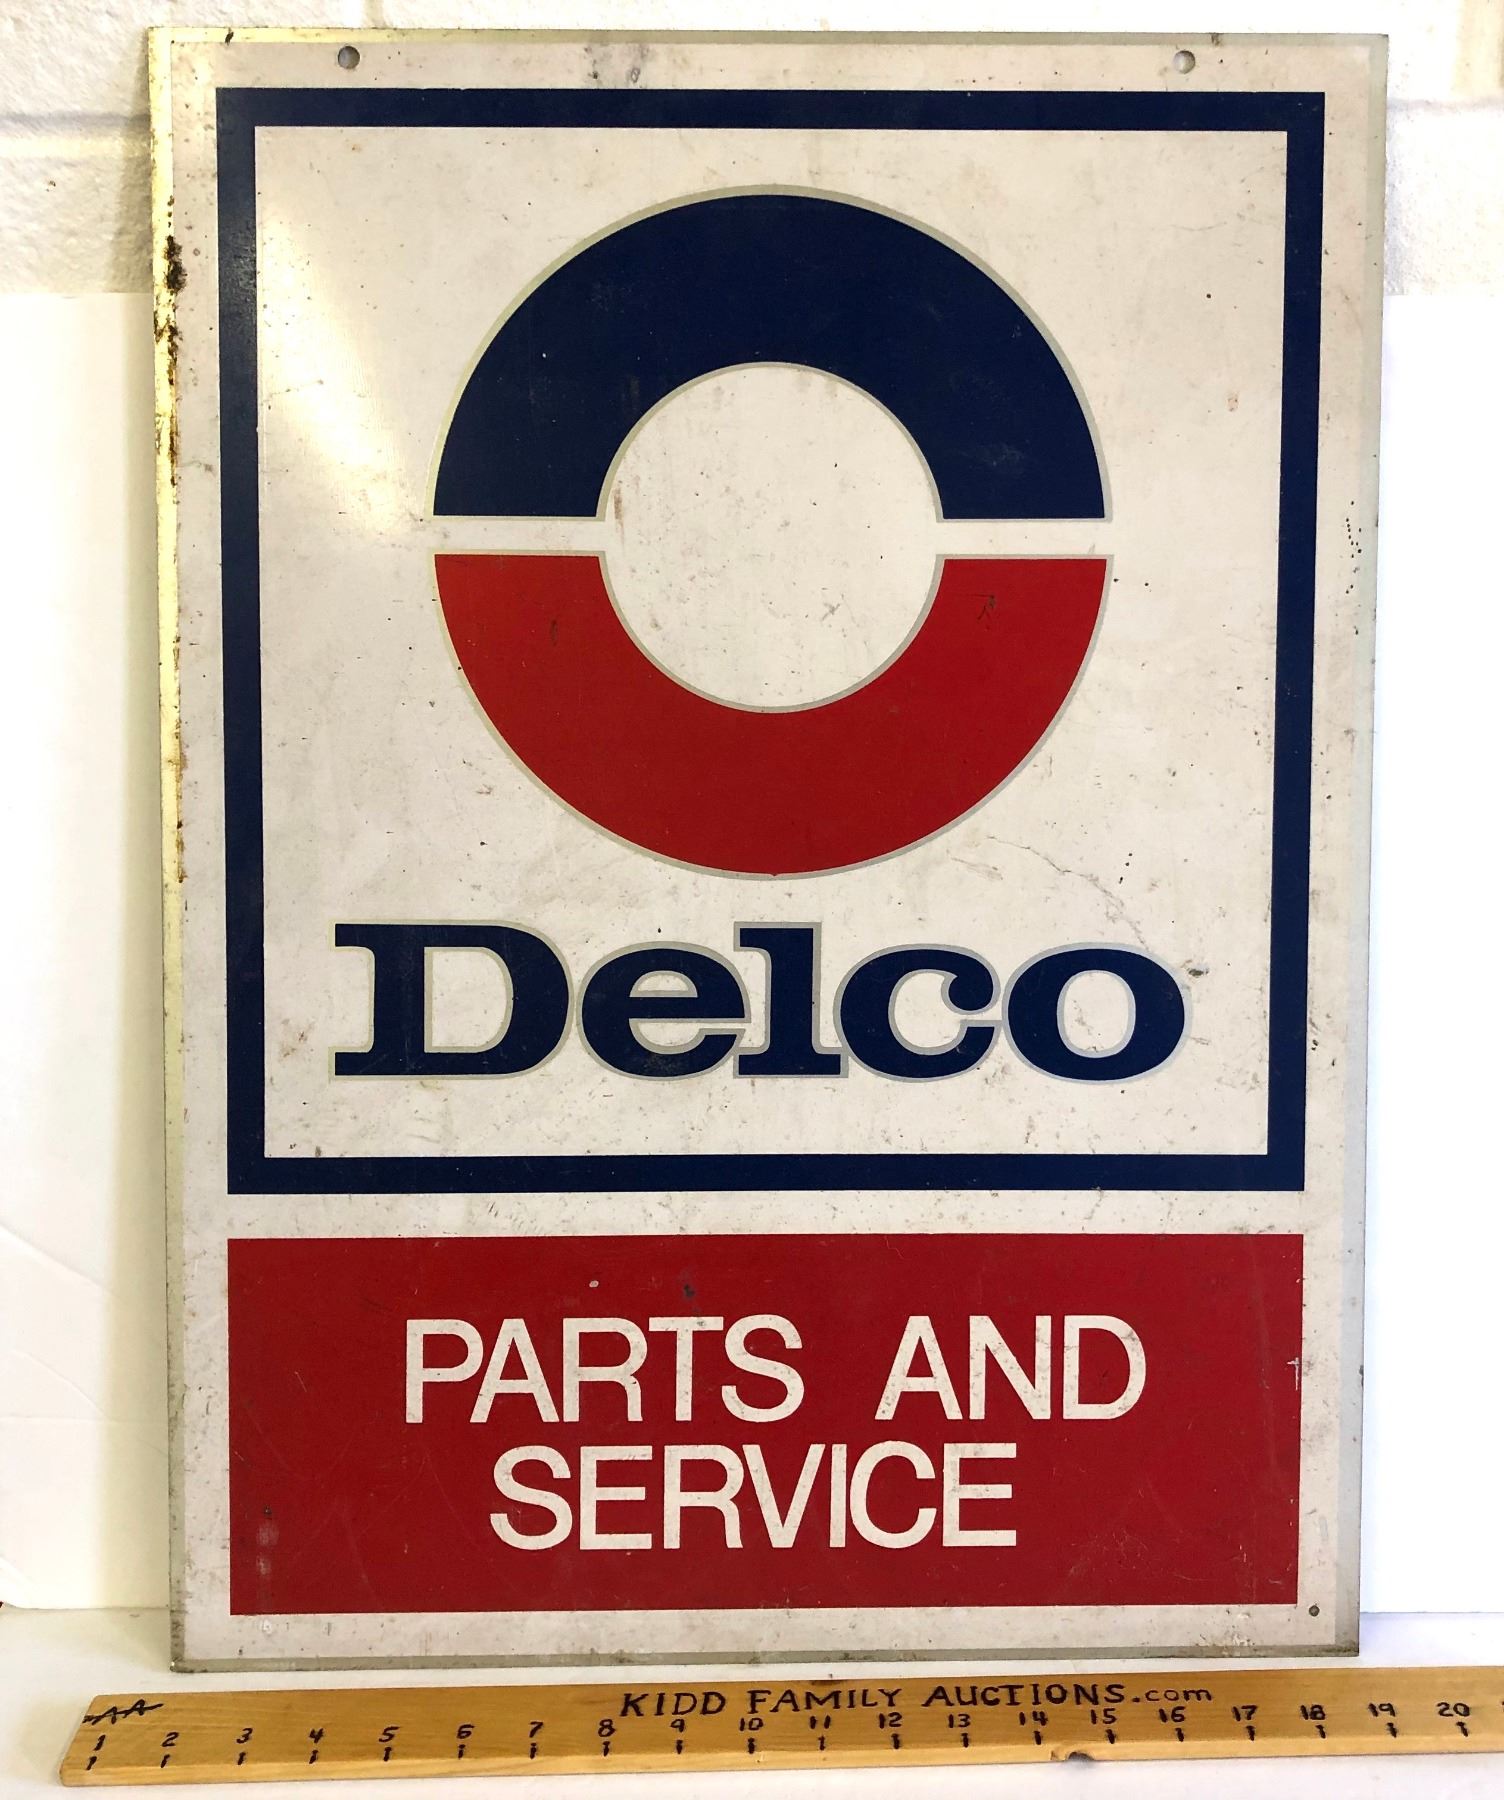 Delco
PARTS AND
SERVICE
KIDD FAMILY AUCTIONS.com
1 2 3 4 5 6 7 8 9 10 11 12 13 14 15 16 17 18 19 20